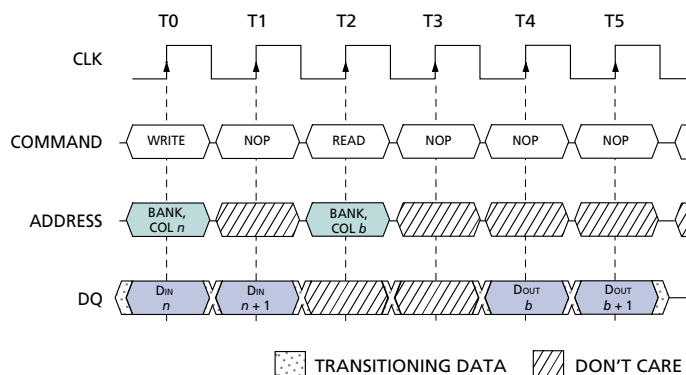 T0 T1 T2 T3 T4 T5
CLK
COMMAND WRITE NOP READ NOP NOP NOP
ADDRESS
BANK, COL n
BANK, COL b
DQ
DIN n
DIN n + 1
DOUT b
DOUT b + 1
TRANSITIONING DATA DON'T CARE